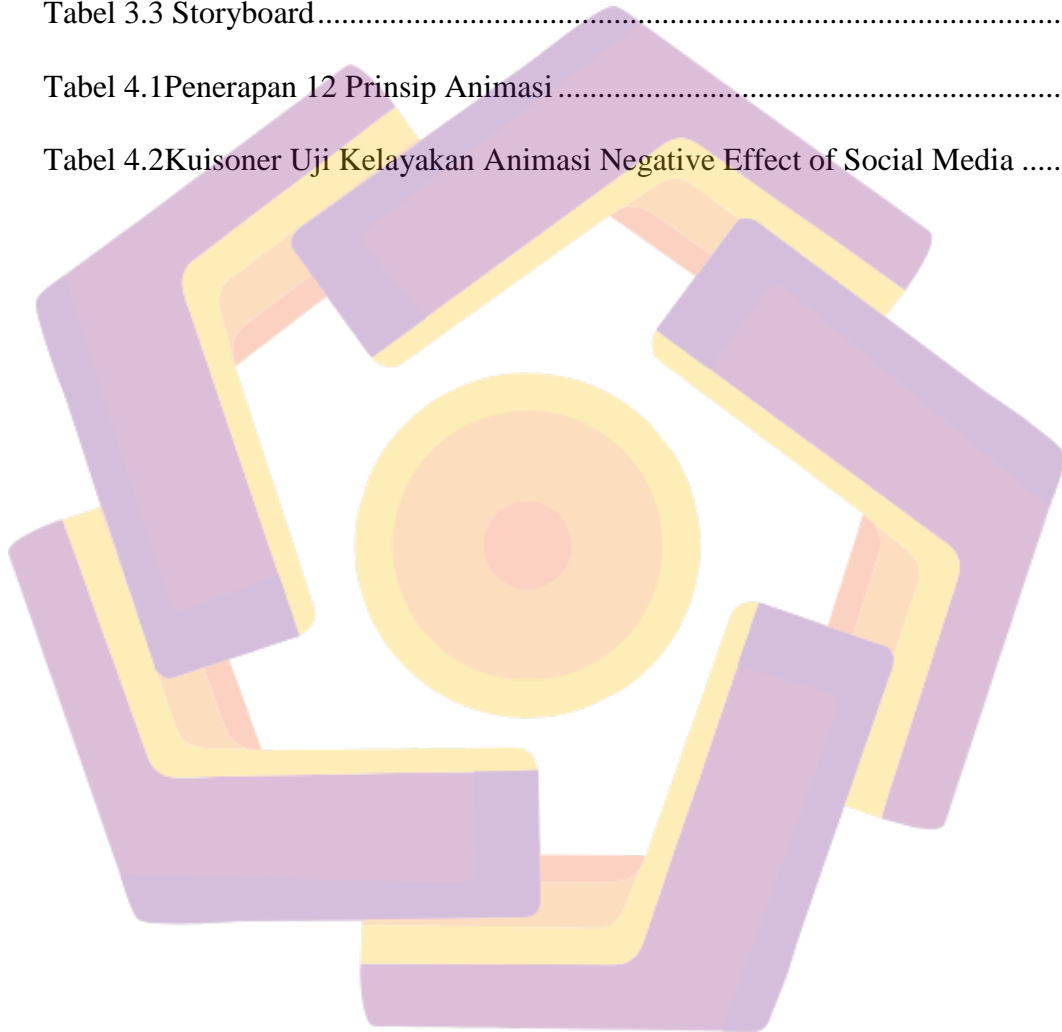 Tabel 3.3 Storyboard.............................................................................................
Tabel 4.1Penerapan 12 Prinsip Animasi ...............................................................
Tabel 4.2Kuisoner Uji Kelayakan Animasi Negative Effect of Social Media .....